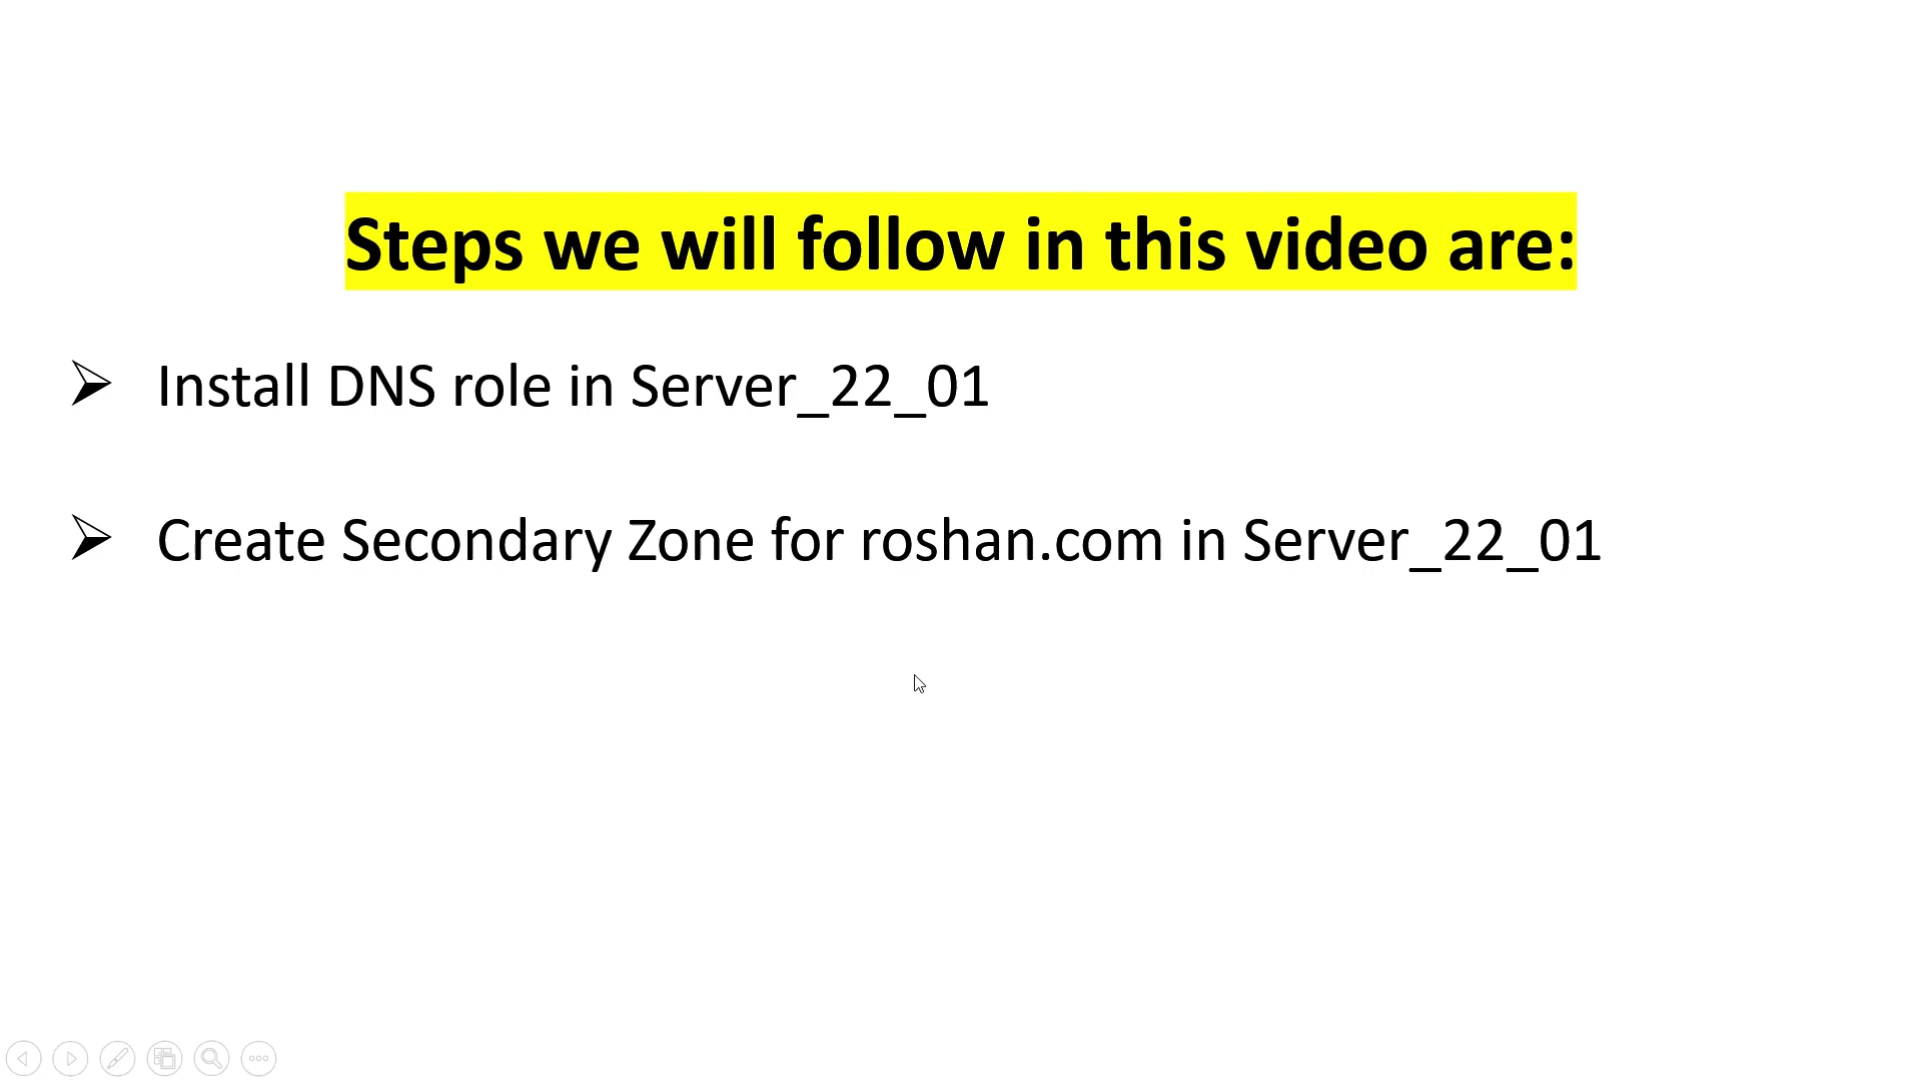 Steps we will follow in this video are:
Install DNS role in Server_22_01
Create Secondary Zone for roshan.com in Server_22_01